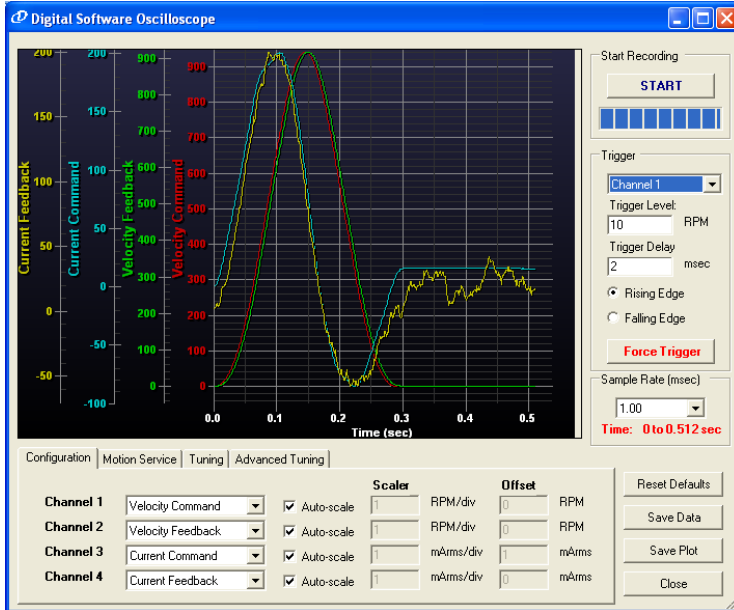 Digital Software Oscilloscope
Current Feedback
200
150
100
50
0
-50
Current Command
200
150
100
50
0
-50
-100
Velocity Feedback
900
800
700
600
500
400
300
200
100
0
Velocity Command
900
800
700
600
500
400
300
200
100
0
0.0 0.1 0.2 0.3 0.4 0.5
Time (sec)
Start Recording
START
Trigger
Channel 1
Trigger Level:
10 RPM
Trigger Delay
2 msec
Rising Edge
Falling Edge
Force Trigger
Sample Rate (msec)
1.00
Time: 0 to 0.512 sec
Configuration Motion Service Tuning Advanced Tuning
Scaler Offset
Channel 1 Velocity Command Auto-scale 1 RPM/div 0 RPM
Channel 2 Velocity Feedback Auto-scale 1 RPM/div 0 RPM
Channel 3 Current Command Auto-scale 1 mArms/div 1 mArms
Channel 4 Current Feedback Auto-scale 1 mArms/div 0 mArms
Reset Defaults
Save Data
Save Plot
Close